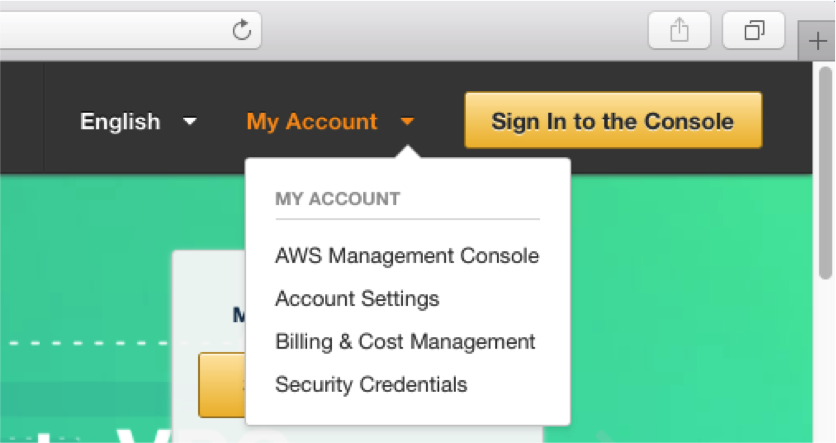 English
My Account
Sign In to the Console
MY ACCOUNT
AWS Management Console
Account Settings
Billing & Cost Management
Security Credentials
M